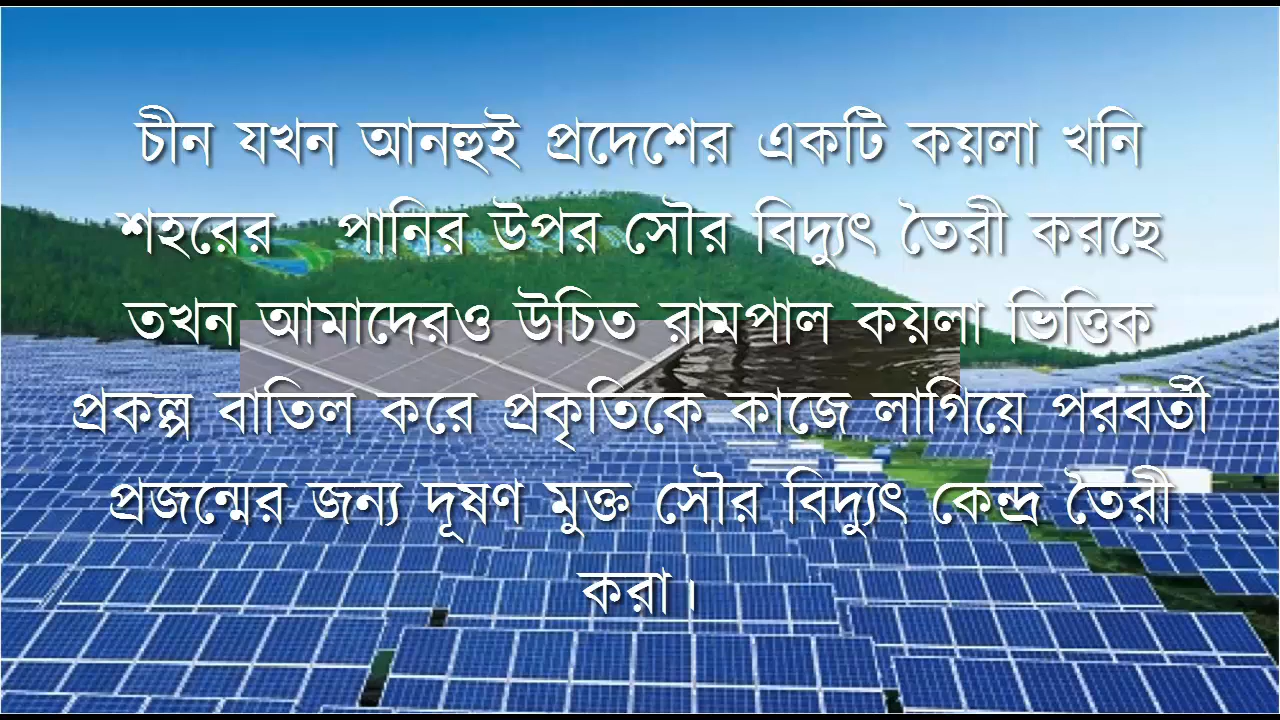 চীন যখন আনহুই প্রদেশের একটি কয়লা খনি
শহরের পানির উপর সৌর বিদ্যুৎ তৈরী করছে
তখন আমাদেরও উচিত রামপাল কয়লা ভিত্তিক
প্রকল্প বাতিল করে প্রকৃতিকে কাজে লাগিয়ে পরবর্তী
প্রজন্মের জন্য দূষণ মুক্ত সৌর বিদ্যুৎ কেন্দ্র তৈরী
করা।